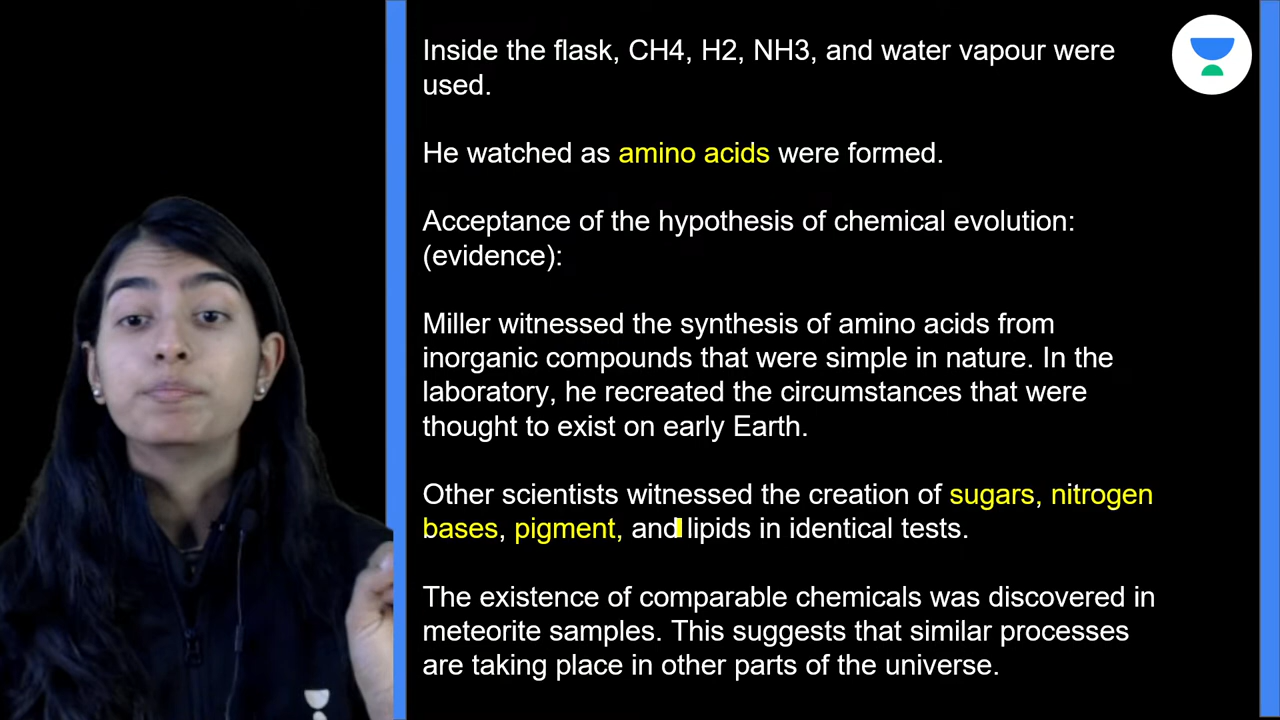 Inside the flask, CH4, H2, NH3, and water vapour were
used.
He watched as amino acids were formed.
Acceptance of the hypothesis of chemical evolution:
(evidence):
Miller witnessed the synthesis of amino acids from
inorganic compounds that were simple in nature. In the
laboratory, he recreated the circumstances that were
thought to exist on early Earth.
Other scientists witnessed the creation of sugars, nitrogen
bases, pigment, and lipids in identical tests.
The existence of comparable chemicals was discovered in
meteorite samples. This suggests that similar processes
are taking place in other parts of the universe.